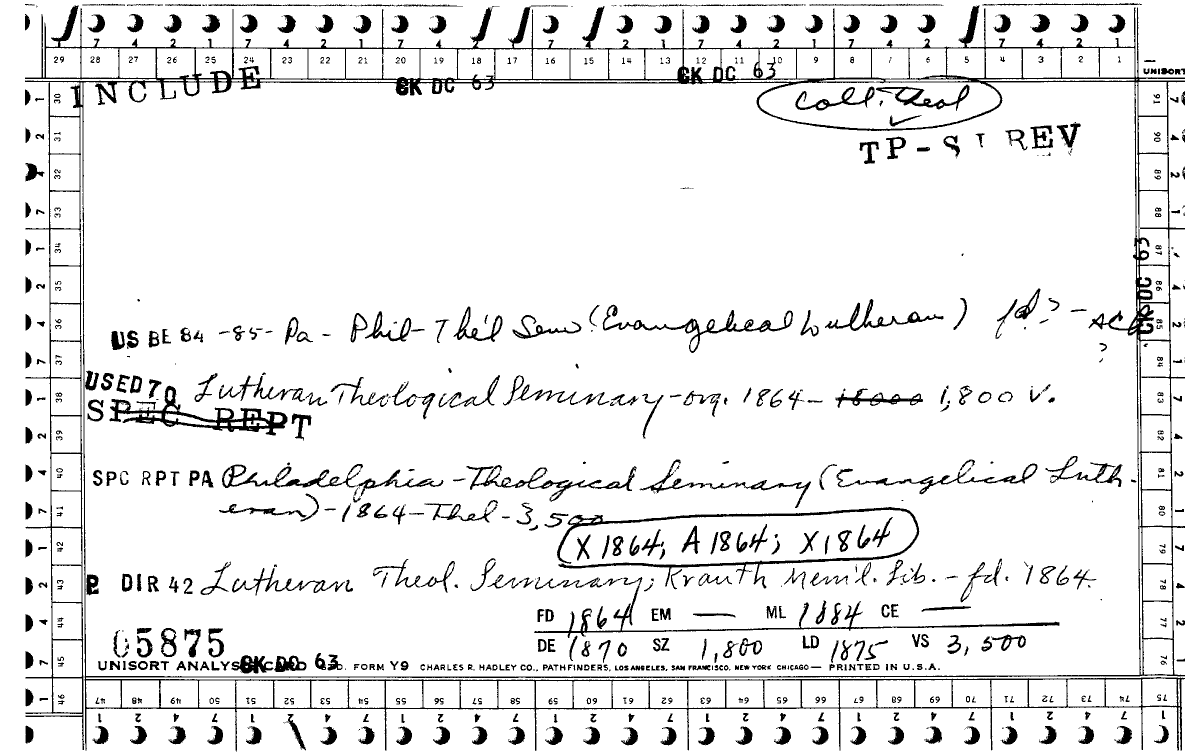 7 4 2 1 7 4 2 1 7 4 2 1 7 4 2 1 7 4 2 1 7 4 2 1 7 4 2 1
29 28 27 26 25 24 23 22 21 20 19 18 17 16 15 14 13 12 11 10 9 8 7 6 5 4 3 2 1
INCLUDE CK DC 63 CK DC 63 UNISORT
Coll. Theol
TP-SU REV
CK DC 63
US BE 84-85-Pa-Phil-The'l Sem (Evangelical Lutheran) fd? -
?
USED 70 Lutheran Theological Seminary-org. 1864- 18000 1,800 V.
SPEC REPT
SPC RPT PA Philadelphia-Theological Seminary (Evangelical Luth-
eran)-1864-Thel-3,500
X 1864; A 1864; X 1864
P DIR 42 Lutheran Theol. Seminary; Krauth Mem'l. Lib. - fd. 1864.
FD 1864 EM — ML 1884 CE —
05875 DE 1870 SZ 1,800 LD 1875 VS 3,500
UNISORT ANALYSIS CARD CK DC 63 FORM Y9 CHARLES R. HADLEY CO., PATHFINDERS, LOS ANGELES, SAN FRANCISCO, NEW YORK CHICAGO — PRINTED IN U.S.A.
30 31 32 33 34 35 36 37 38 39 40 41 42 43 44 45 46
91 90 89 88 87 86 85 84 83 82 81 80 79 78 77 76 75
47 48 49 50 51 52 53 54 55 56 57 58 59 60 61 62 63 64 65 66 67 68 69 70 71 72 73 74
1 2 4 7 1 2 4 7 1 2 4 7 1 2 4 7 1 2 4 7 1 2 4 7 1 2 4 7